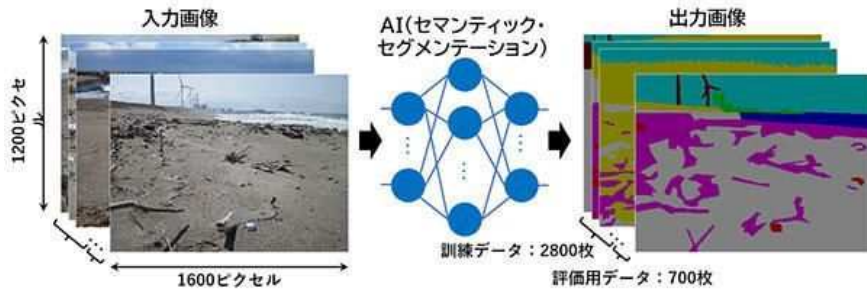 入力画像
AI(セマンティック・
セグメンテーション)
出力画像
1200ピクセル
1600ピクセル
訓練データ：2800枚
評価用データ：700枚